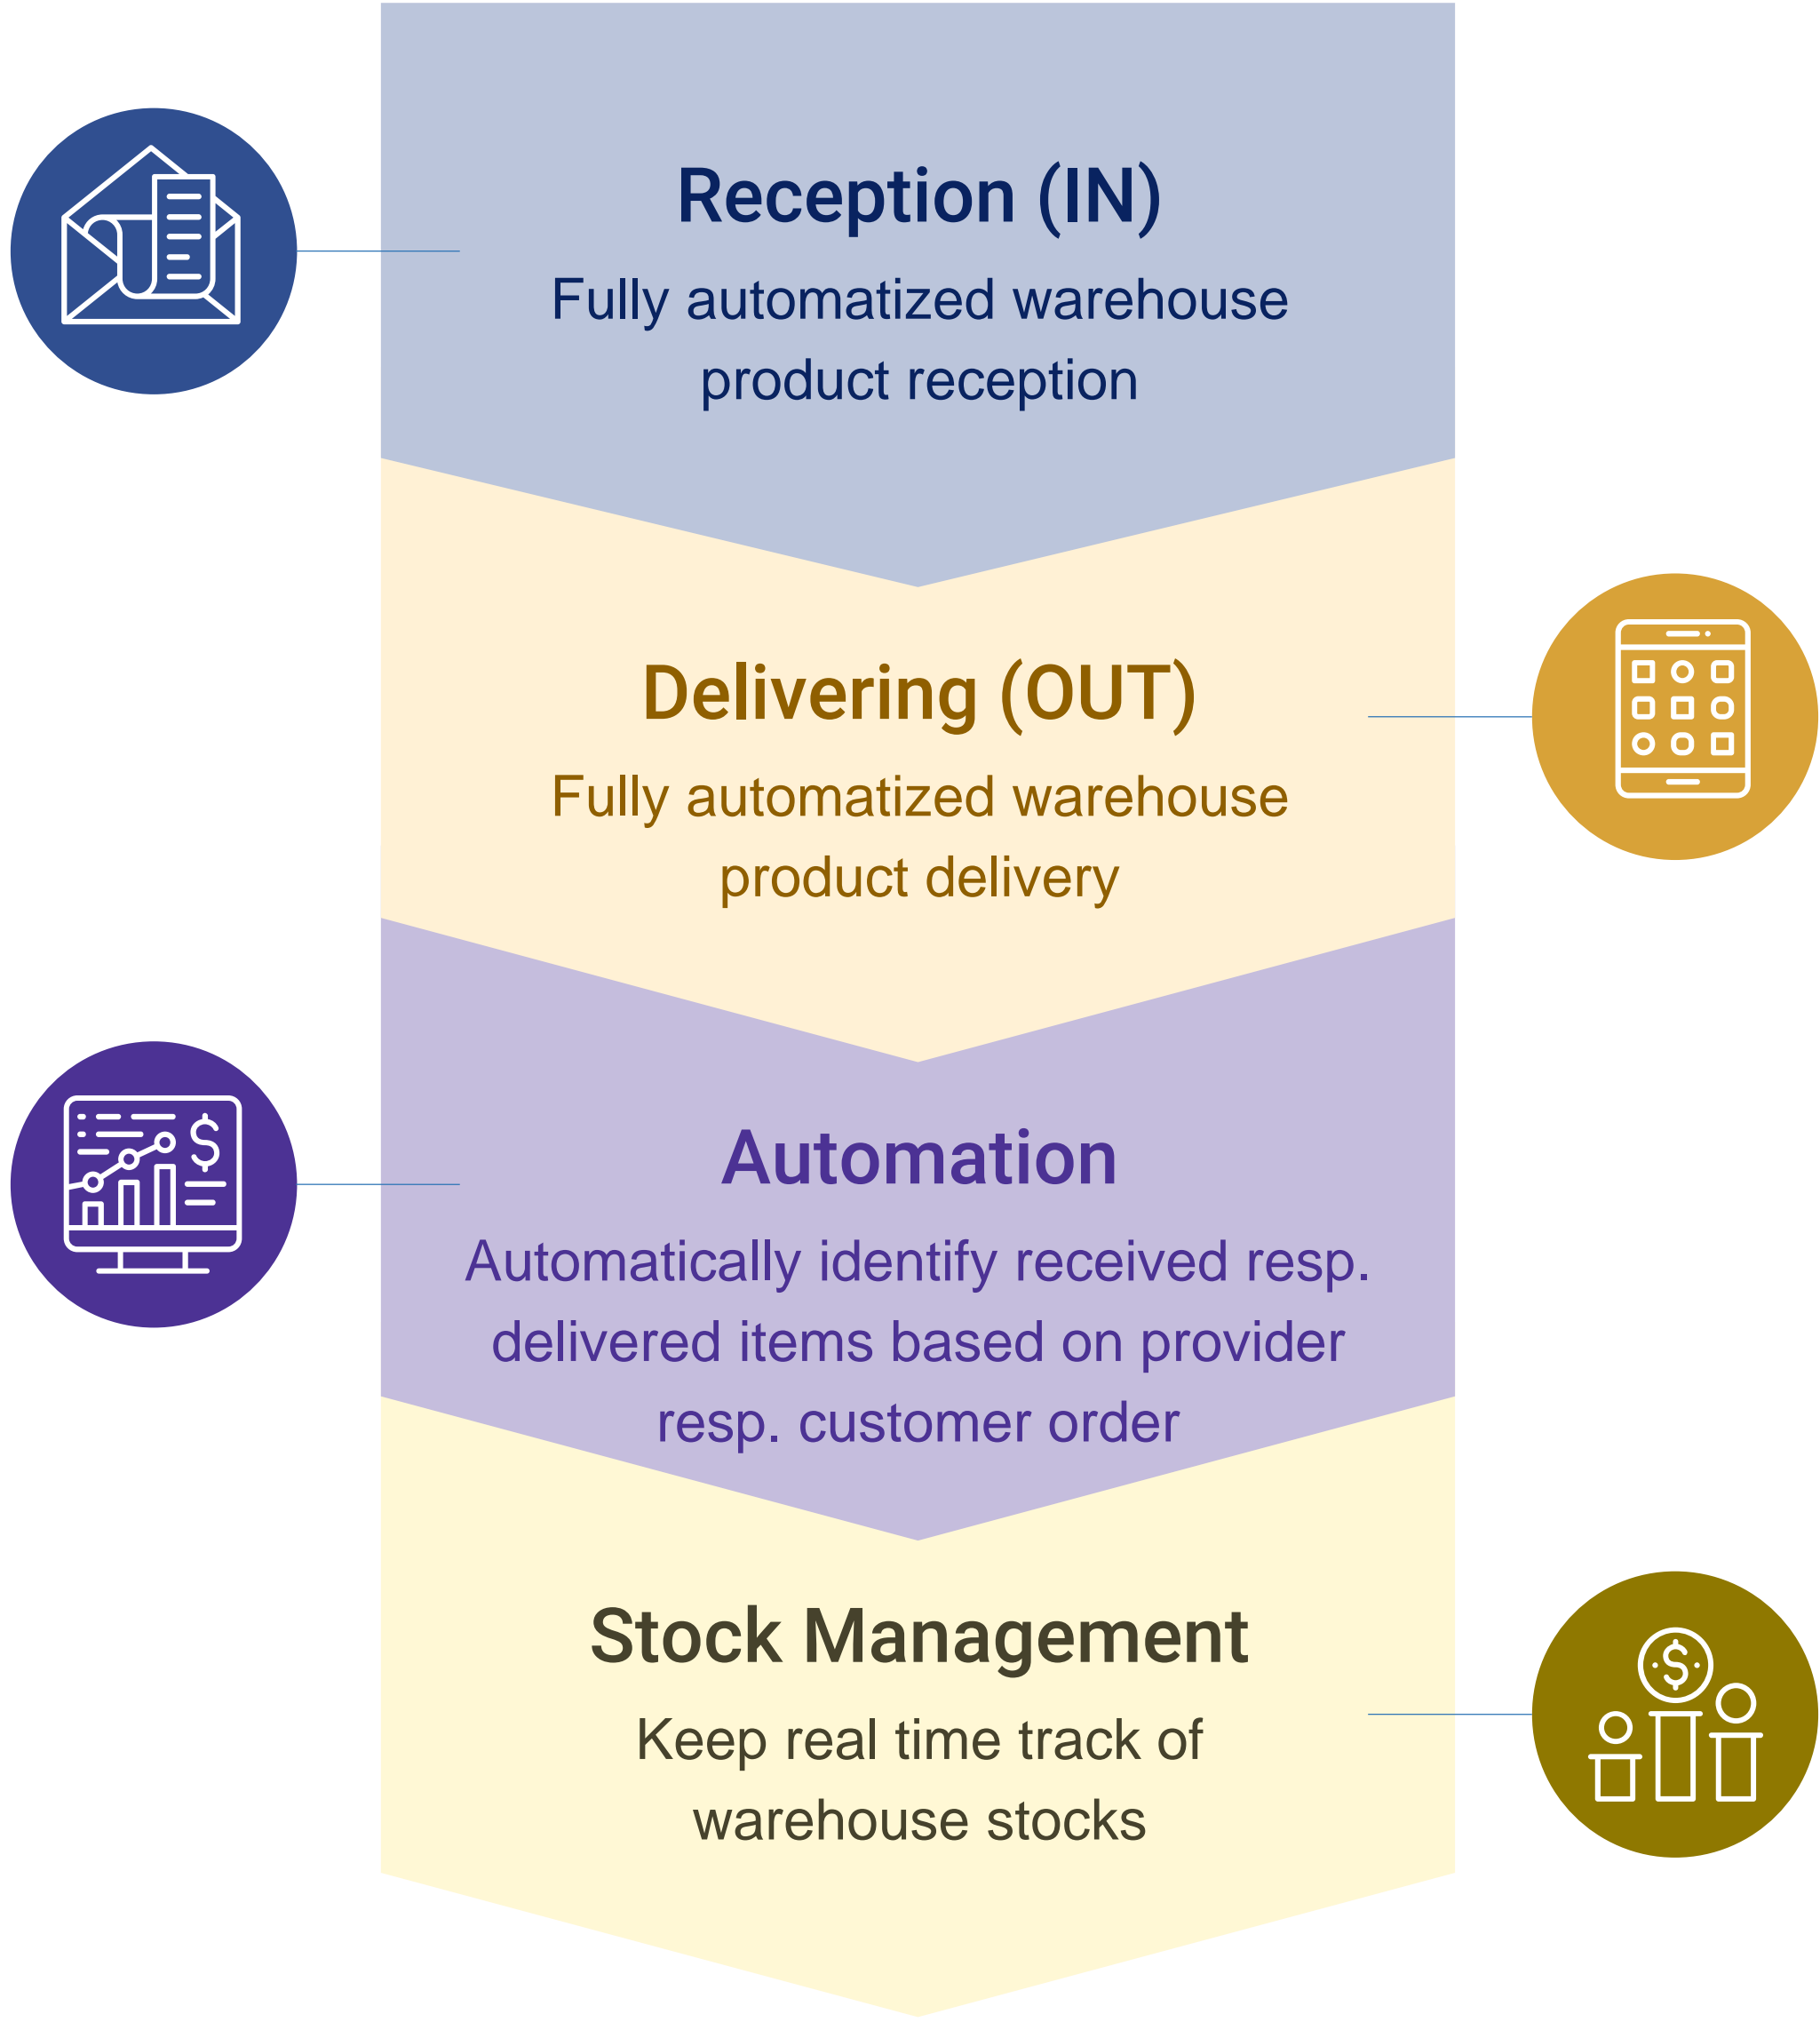 Reception (IN)
Fully automatized warehouse
product reception
Delivering (OUT)
Fully automatized warehouse
product delivery
Automation
Automatically identify received resp.
delivered items based on provider
resp. customer order
Stock Management
Keep real time track of
warehouse stocks